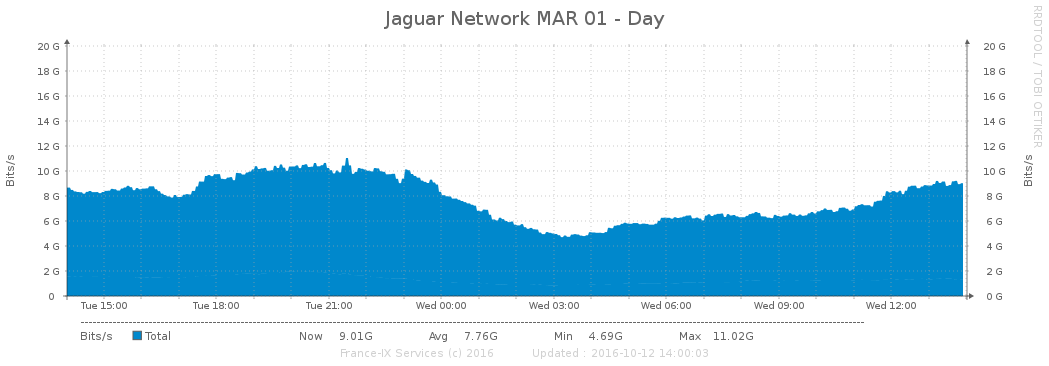 Jaguar Network MAR 01 - Day
RRDTOOL / TOBI OETIKER
Bits/s
20 G
18 G
16 G
14 G
12 G
10 G
8 G
6 G
4 G
2 G
0
20 G
18 G
16 G
14 G
12 G
10 G
8 G
6 G
4 G
2 G
0 G
Bits/s
Tue 15:00 Tue 18:00 Tue 21:00 Wed 00:00 Wed 03:00 Wed 06:00 Wed 09:00 Wed 12:00
Bits/s Total Now 9.01G Avg 7.76G Min 4.69G Max 11.02G
France-IX Services (c) 2016 Updated : 2016-10-12 14:00:03